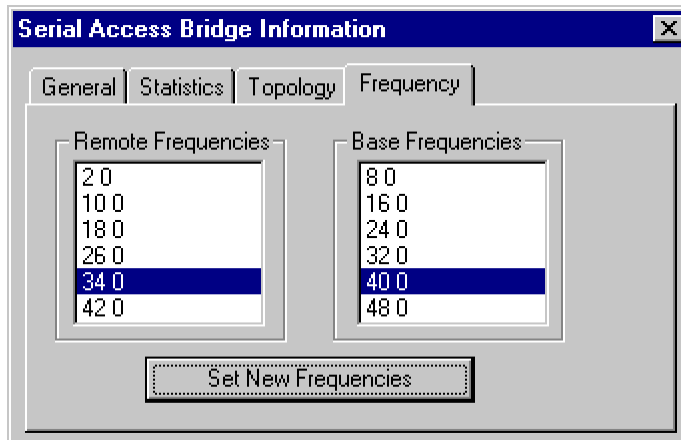 Serial Access Bridge Information
General Statistics Topology Frequency
Remote Frequencies
2 0
10 0
18 0
26 0
34 0
42 0
Base Frequencies
8 0
16 0
24 0
32 0
40 0
48 0
Set New Frequencies